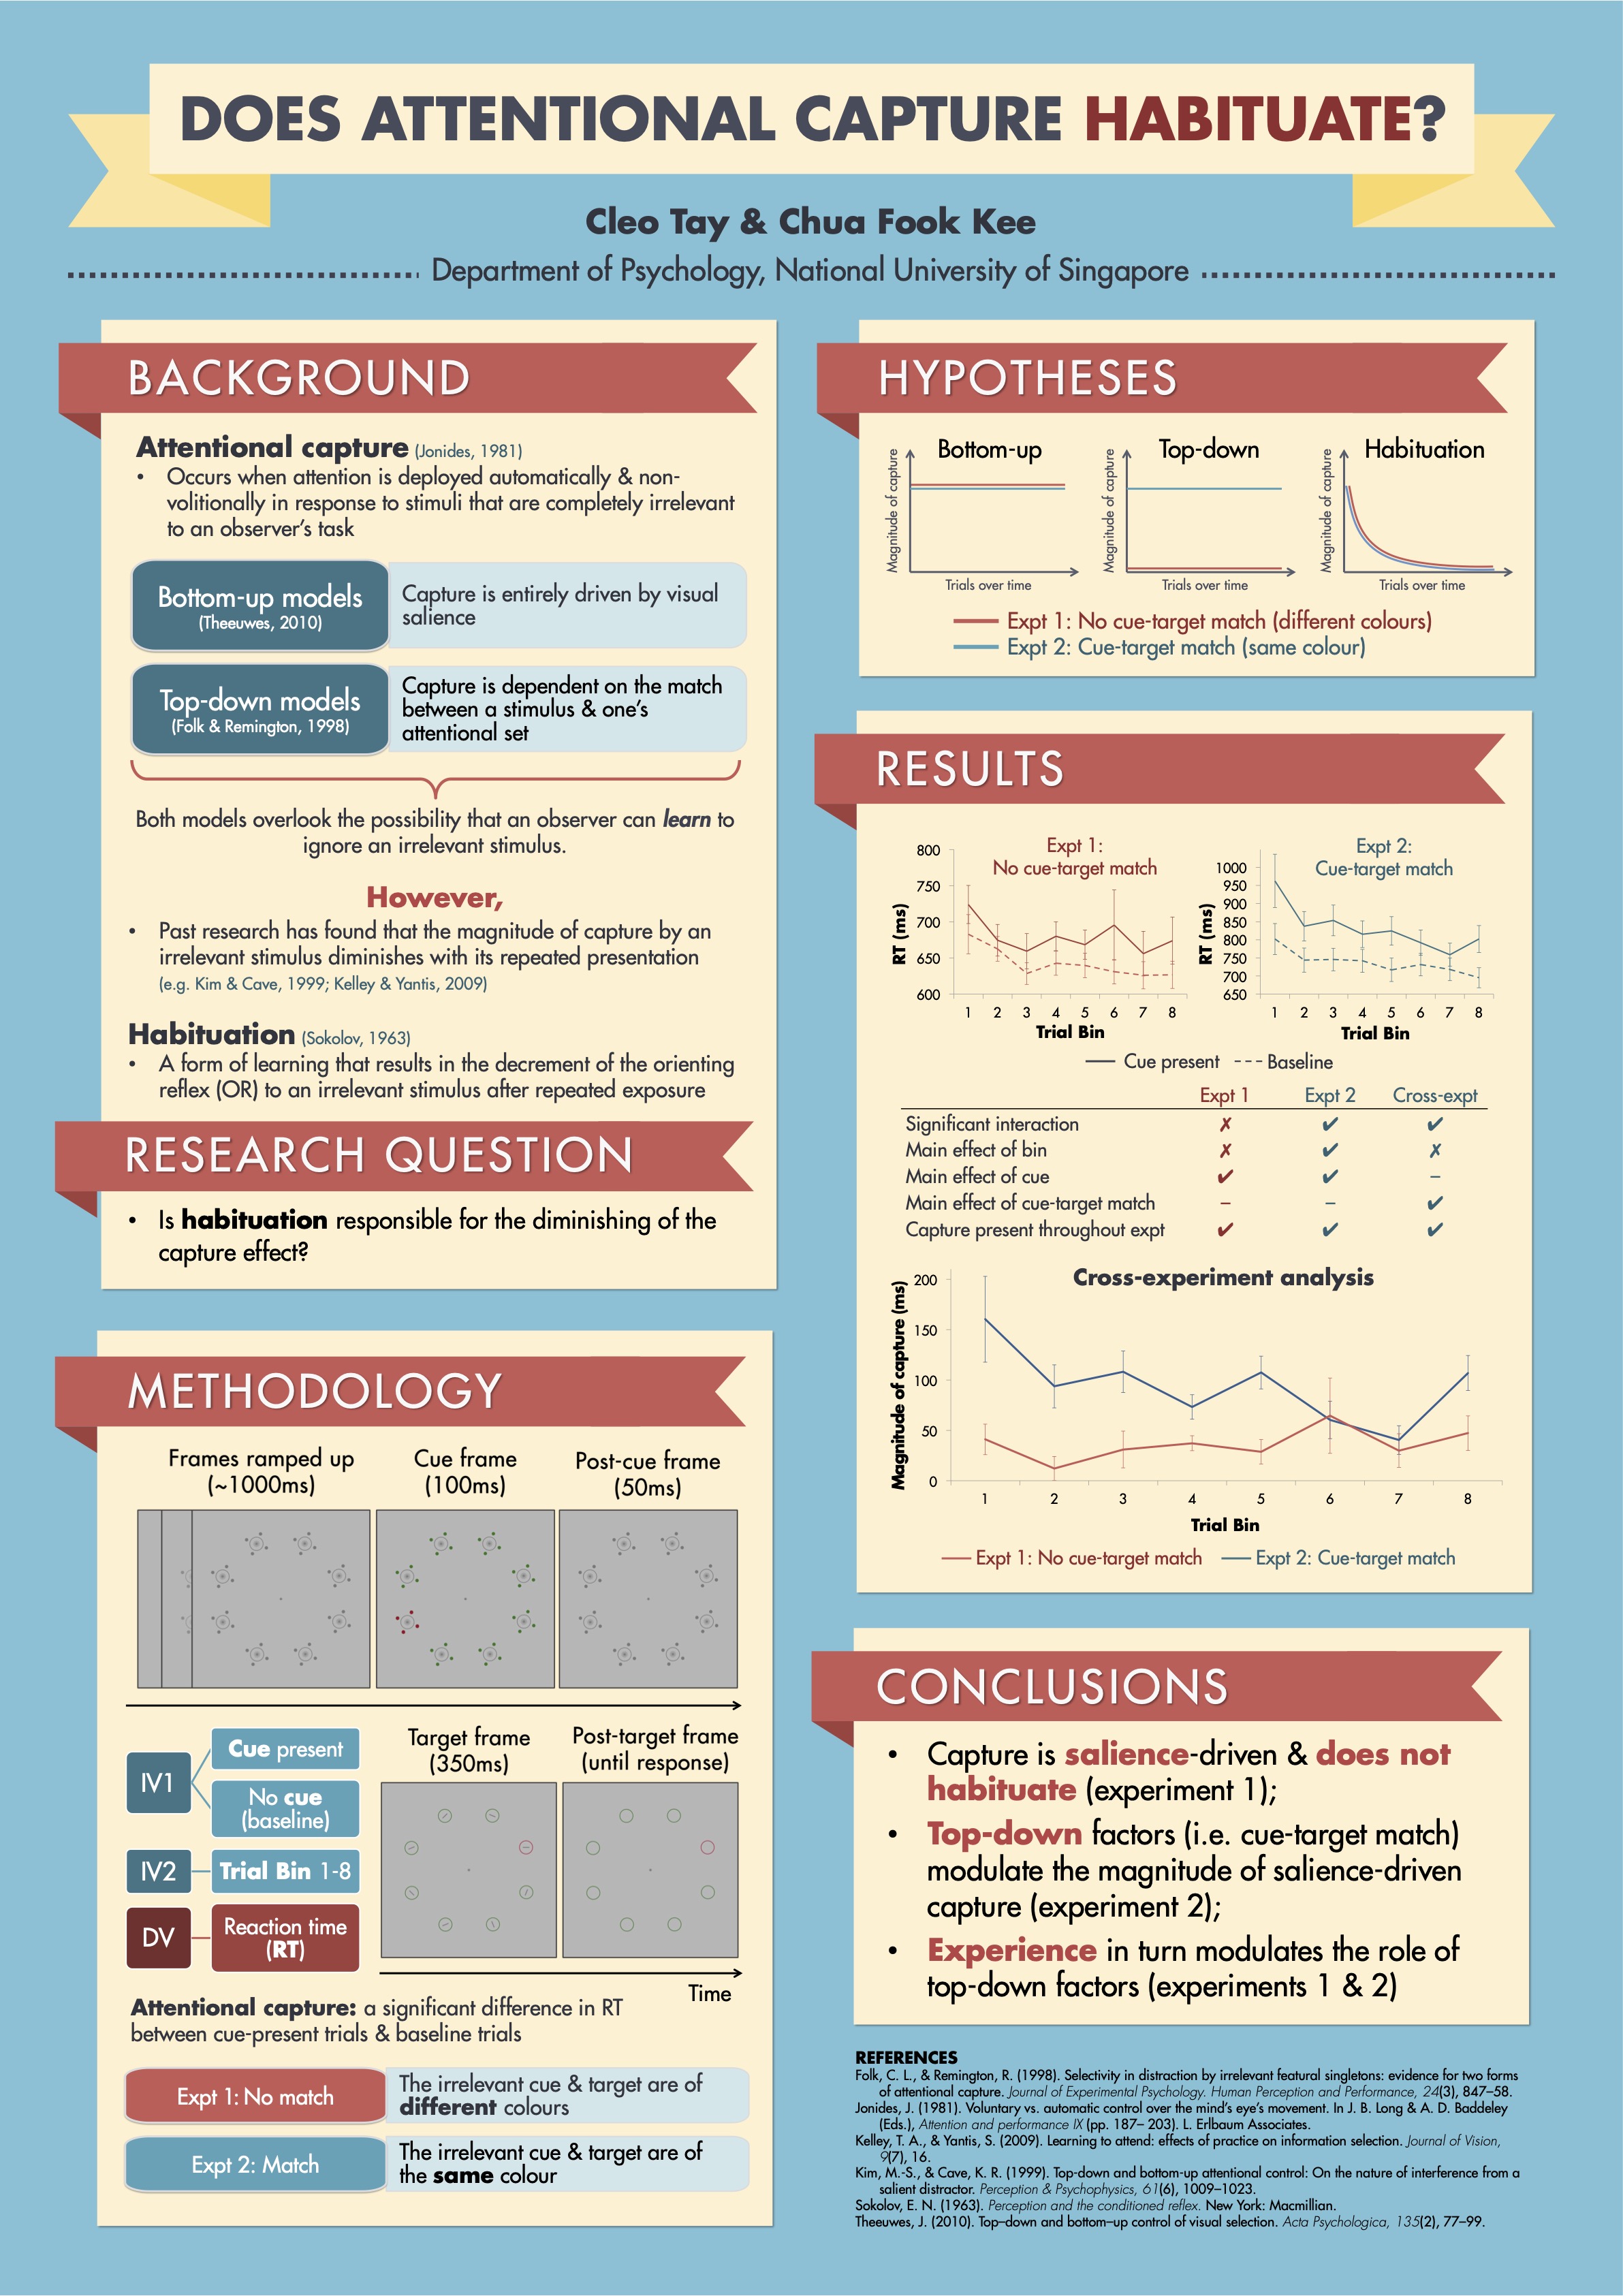 DOES ATTENTIONAL CAPTURE HABITUATE?
Cleo Tay & Chua Fook Kee
Department of Psychology, National University of Singapore
BACKGROUND
Attentional capture (Jonides, 1981)
• Occurs when attention is deployed automatically & non-
volitionally in response to stimuli that are completely irrelevant
to an observer's task
Bottom-up models
(Theeuwes, 2010)
Capture is entirely driven by visual
salience
Top-down models
(Folk & Remington, 1998)
Capture is dependent on the match
between a stimulus & one's
attentional set
Both models overlook the possibility that an observer can learn to
ignore an irrelevant stimulus.
However,
• Past research has found that the magnitude of capture by an
irrelevant stimulus diminishes with its repeated presentation
(e.g. Kim & Cave, 1999; Kelley & Yantis, 2009)
Habituation (Sokolov, 1963)
• A form of learning that results in the decrement of the orienting
reflex (OR) to an irrelevant stimulus after repeated exposure
RESEARCH QUESTION
• Is habituation responsible for the diminishing of the
capture effect?
METHODOLOGY
Frames ramped up
(~1000ms)
Cue frame
(100ms)
Post-cue frame
(50ms)
IV1
Cue present
No cue
(baseline)
IV2
Trial Bin 1-8
DV
Reaction time
(RT)
Target frame
(350ms)
Post-target frame
(until response)
Time
Attentional capture: a significant difference in RT
between cue-present trials & baseline trials
Expt 1: No match
The irrelevant cue & target are of
different colours
Expt 2: Match
The irrelevant cue & target are of
the same colour
HYPOTHESES
Bottom-up
Magnitude of capture
Trials over time
Top-down
Magnitude of capture
Trials over time
Habituation
Magnitude of capture
Trials over time
Expt 1: No cue-target match (different colours)
Expt 2: Cue-target match (same colour)
RESULTS
Expt 1:
No cue-target match
RT (ms)
800
750
700
650
600
1 2 3 4 5 6 7 8
Trial Bin
Expt 2:
Cue-target match
RT (ms)
1000
950
900
850
800
750
700
650
1 2 3 4 5 6 7 8
Trial Bin
Cue present Baseline
Expt 1 Expt 2 Cross-expt
Significant interaction ✗ ✔ ✔
Main effect of bin ✗ ✔ ✗
Main effect of cue ✔ ✔ –
Main effect of cue-target match – – ✔
Capture present throughout expt ✔ ✔ ✔
Cross-experiment analysis
Magnitude of capture (ms)
200
150
100
50
0
1 2 3 4 5 6 7 8
Trial Bin
Expt 1: No cue-target match Expt 2: Cue-target match
CONCLUSIONS
• Capture is salience-driven & does not
habituate (experiment 1);
• Top-down factors (i.e. cue-target match)
modulate the magnitude of salience-driven
capture (experiment 2);
• Experience in turn modulates the role of
top-down factors (experiments 1 & 2)
REFERENCES
Folk, C. L., & Remington, R. (1998). Selectivity in distraction by irrelevant featural singletons: evidence for two forms
of attentional capture. Journal of Experimental Psychology. Human Perception and Performance, 24(3), 847–58.
Jonides, J. (1981). Voluntary vs. automatic control over the mind's eye's movement. In J. B. Long & A. D. Baddeley
(Eds.), Attention and performance IX (pp. 187– 203). L. Erlbaum Associates.
Kelley, T. A., & Yantis, S. (2009). Learning to attend: effects of practice on information selection. Journal of Vision,
9(7), 16.
Kim, M.-S., & Cave, K. R. (1999). Top-down and bottom-up attentional control: On the nature of interference from a
salient distractor. Perception & Psychophysics, 61(6), 1009–1023.
Sokolov, E. N. (1963). Perception and the conditioned reflex. New York: Macmillian.
Theeuwes, J. (2010). Top–down and bottom–up control of visual selection. Acta Psychologica, 135(2), 77–99.